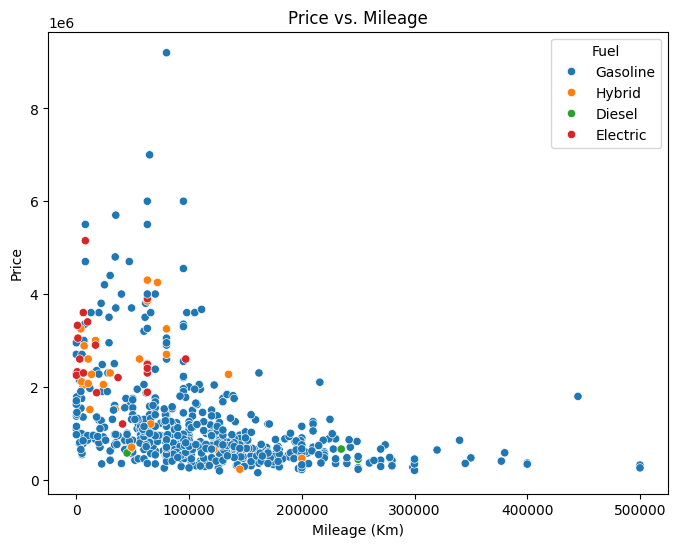 Price vs. Mileage
1e6
Fuel
Gasoline
Hybrid
Diesel
Electric
8
6
4
2
0
Price
0 100000 200000 300000 400000 500000
Mileage (Km)